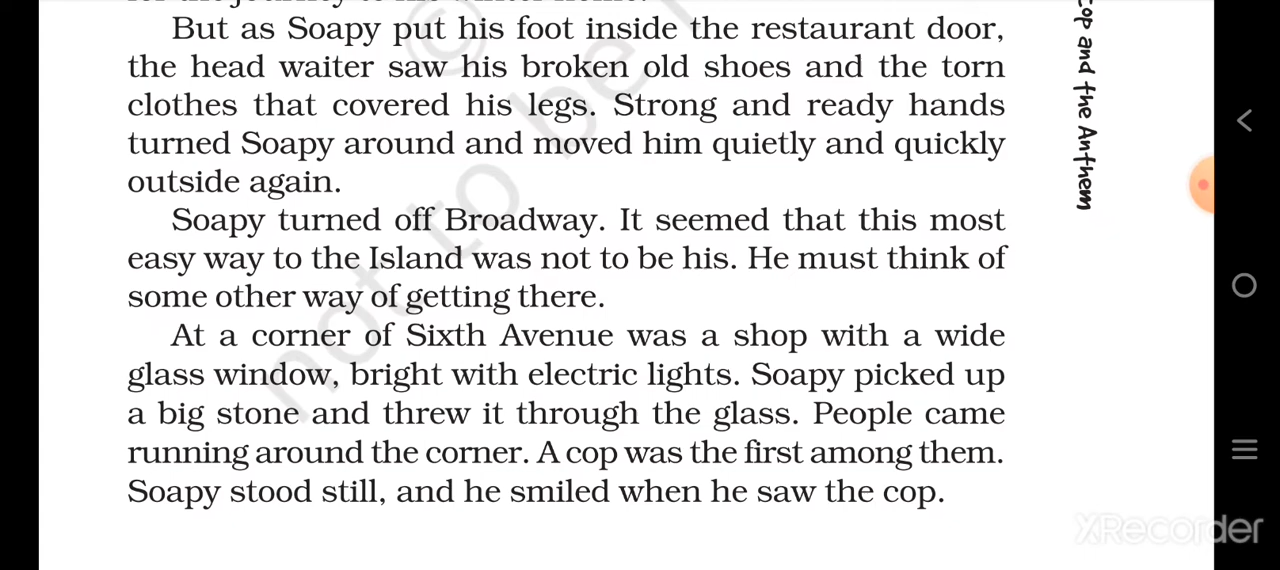 But as Soapy put his foot inside the restaurant door,
the head waiter saw his broken old shoes and the torn
clothes that covered his legs. Strong and ready hands
turned Soapy around and moved him quietly and quickly
outside again.
Soapy turned off Broadway. It seemed that this most
easy way to the Island was not to be his. He must think of
some other way of getting there.
At a corner of Sixth Avenue was a shop with a wide
glass window, bright with electric lights. Soapy picked up
a big stone and threw it through the glass. People came
running around the corner. A cop was the first among them.
Soapy stood still, and he smiled when he saw the cop.
Cop and the Anthem
© not to be
XRecorder